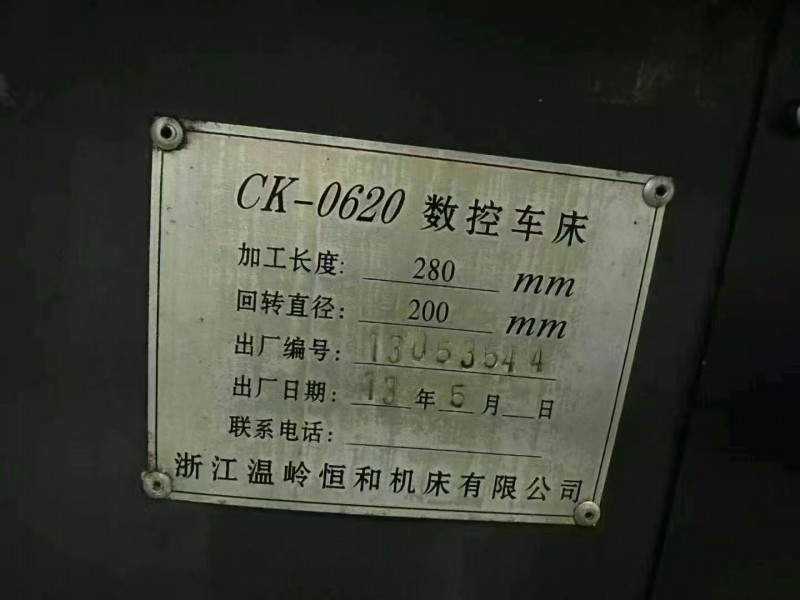 CK-0620 数控车床
加工长度: 280 mm
回转直径: 200 mm
出厂编号: 13053544
出厂日期: 13 年 5 月 日
联系电话:
浙江温岭恒和机床有限公司